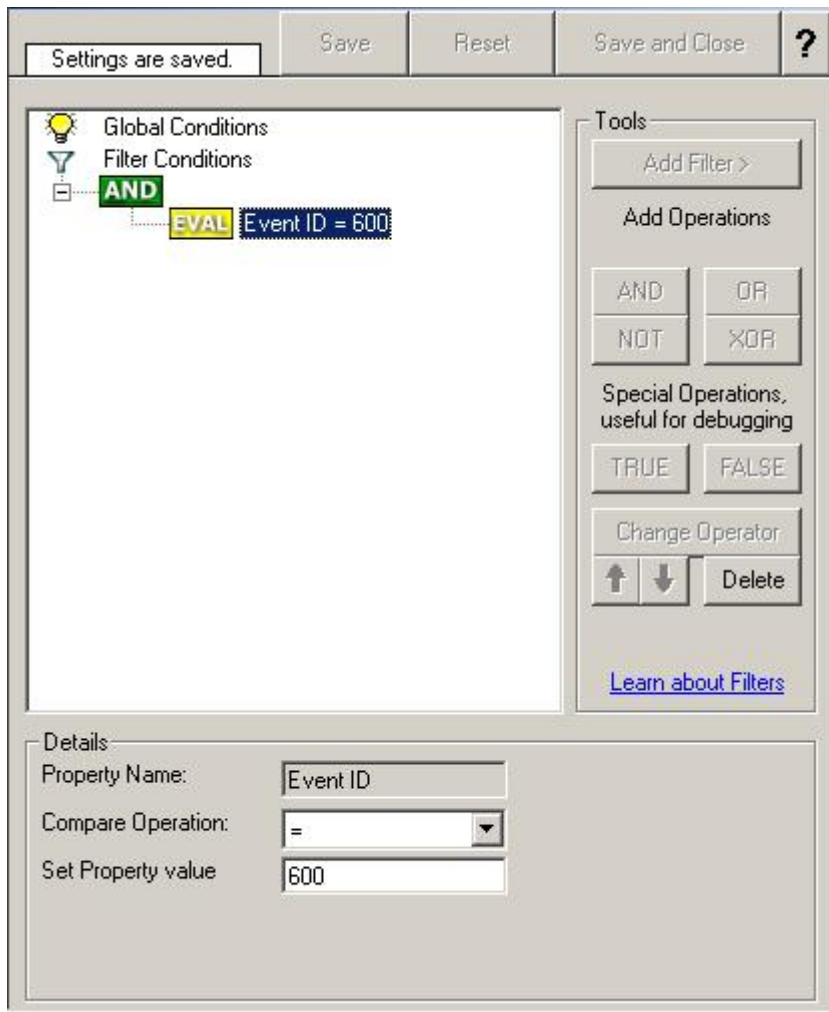 Settings are saved.
Save
Reset
Save and Close
?
Global Conditions
Filter Conditions
AND
EVAL Event ID = 600
Tools
Add Filter >
Add Operations
AND
OR
NOT
XOR
Special Operations,
useful for debugging
TRUE
FALSE
Change Operator
Delete
Learn about Filters
Details
Property Name:
Event ID
Compare Operation:
=
Set Property value
600